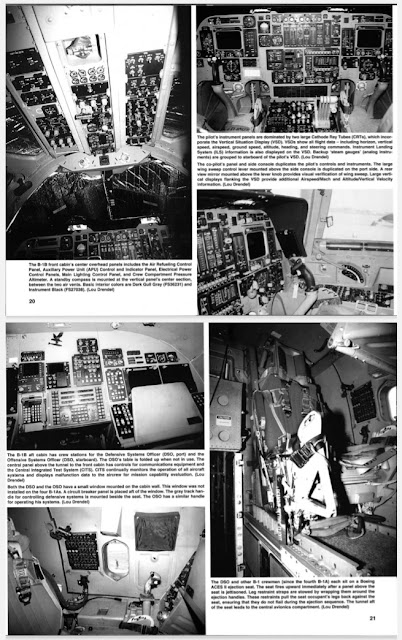 The B-1B front cabin's center overhead panels includes the Air Refueling Control
Panel, Auxiliary Power Unit (APU) Control and Indicator Panel, Electrical Power
Control Panels, Main Lighting Control Panel, and Crew Compartment Pressure
Altimeter. A standby compass is mounted at the vertical panel's center section,
between the two air vents. Basic interior colors are Dark Gull Gray (FS36231) and
Instrument Black (FS27038). (Lou Drendel)
20
The pilot's instrument panels are dominated by two large Cathode Ray Tubes (CRTs), which incor-
porate the Vertical Situation Display (VSD). VSDs show all flight data - including horizontal, vertical
speed, airspeed, ground speed, altitude, heading, and steering commands. Instrument Landing
System (ILS) information is also displayed on the VSD. Backup 'steam gauges' (analog instru-
ments) are grouped to starboard of the pilot's VSD. (Lou Drendel)
The co-pilot's panel and side console duplicates the pilot's controls and instruments. The large
wing sweep control lever mounted above the side console is duplicated on the port side. A rear
view mirror mounted above the lever knob provides visual verification of wing sweep. Large verti-
cal displays flanking the VSD provide additional Airspeed/Mach and Altitude/Vertical Velocity
information. (Lou Drendel)
The B-1B aft cabin has crew stations for the Defensive Systems Officer (DSO, port) and the
Offensive Systems Officer (OSO, starboard). The OSO's table is folded up when not in use. The
central panel above the tunnel to the front cabin has controls for communications equipment and
the Central Integrated Test System (CITS). CITS continually monitors the operation of all aircraft
systems and displays malfunction data to the aircrew for mission capability evaluation. (Lou
Drendel)
Both the DSO and the OSO have a small window mounted on the cabin wall. This window was not
installed on the four B-1As. A circuit breaker panel is placed aft of the window. The gray track han-
dle for controlling defensive systems is mounted beside the seat. The OSO has a similar handle
for operating his systems. (Lou Drendel)
The DSO and other B-1 crewmen (since the fourth B-1A) each sit on a Boeing
ACES II ejection seat. The seat fires upward immediately after a panel above the
seat is jettisoned. Leg restraint straps are stowed by wrapping them around the
ejection handles. These restraints pull the seat occupant's legs back against the
seat, ensuring that they do not flail during the ejection sequence. The tunnel aft
of the seat leads to the central avionics compartment. (Lou Drendel)
21